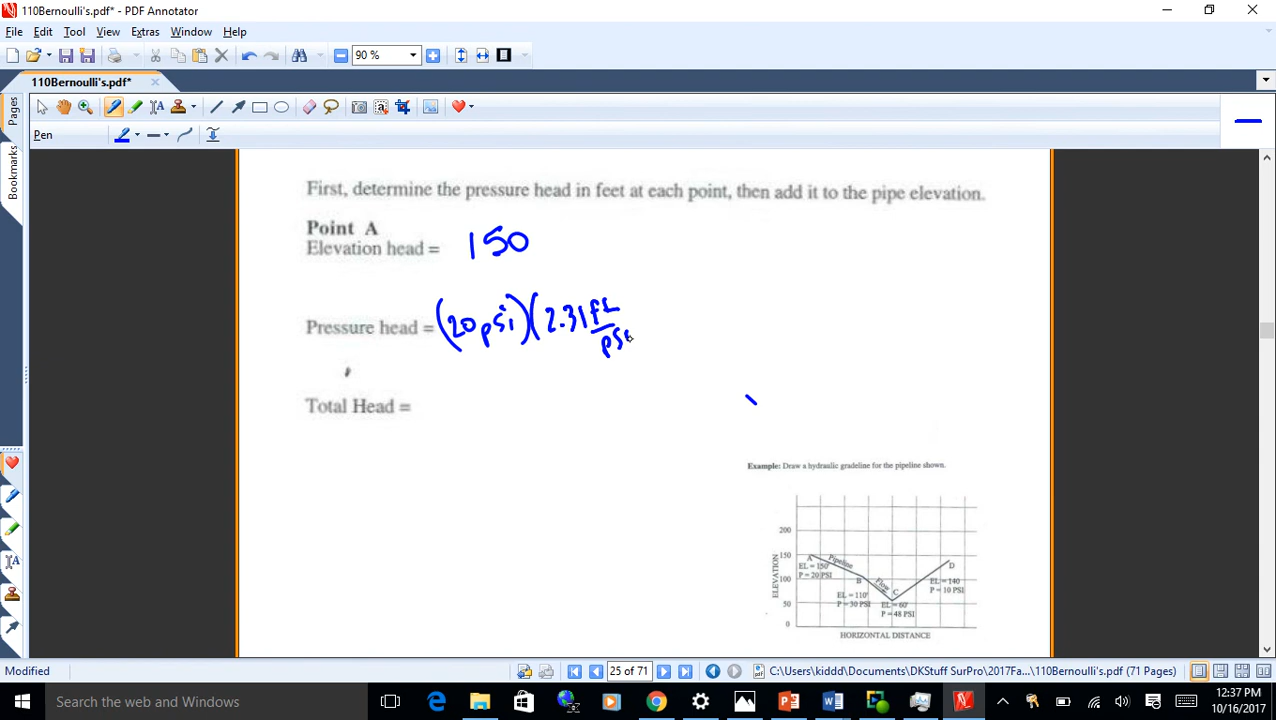 110Bernoulli's.pdf* - PDF Annotator
File Edit Tool View Extras Window Help
90 %
110Bernoulli's.pdf*
Pen
Pages
Bookmarks
First, determine the pressure head in feet at each point, then add it to the pipe elevation.
Point A
Elevation head = 150
Pressure head = (20 psi)(2.31 ft
psi
Total Head =
Example: Draw a hydraulic gradeline for the pipeline shown.
200
150
100
50
0
ELEVATION
A
Pipeline
EL = 150'
P = 20 PSI
B
EL = 110'
P = 30 PSI
Flow
C
EL = 60'
P = 48 PSI
D
EL = 140
P = 10 PSI
HORIZONTAL DISTANCE
Modified
25 of 71
C:\Users\kiddd\Documents\DKStuff SurPro\2017Fa...\110Bernoulli's.pdf (71 Pages)
Search the web and Windows
12:37 PM
10/16/2017